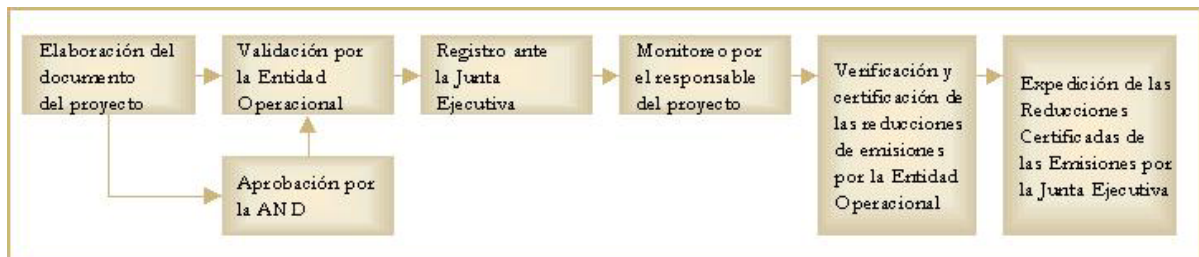 Elaboración del
documento
del proyecto
Validación por
la Entidad
Operacional
Aprobación por
la AND
Registro ante
la Junta
Ejecutiva
Monitoreo por
el responsable
del proyecto
Verificación y
certificación de
las reducciones
de emisiones
por la Entidad
Operacional
Expedición de las
Reducciones
Certificadas de
las Emisiones por
la Junta Ejecutiva